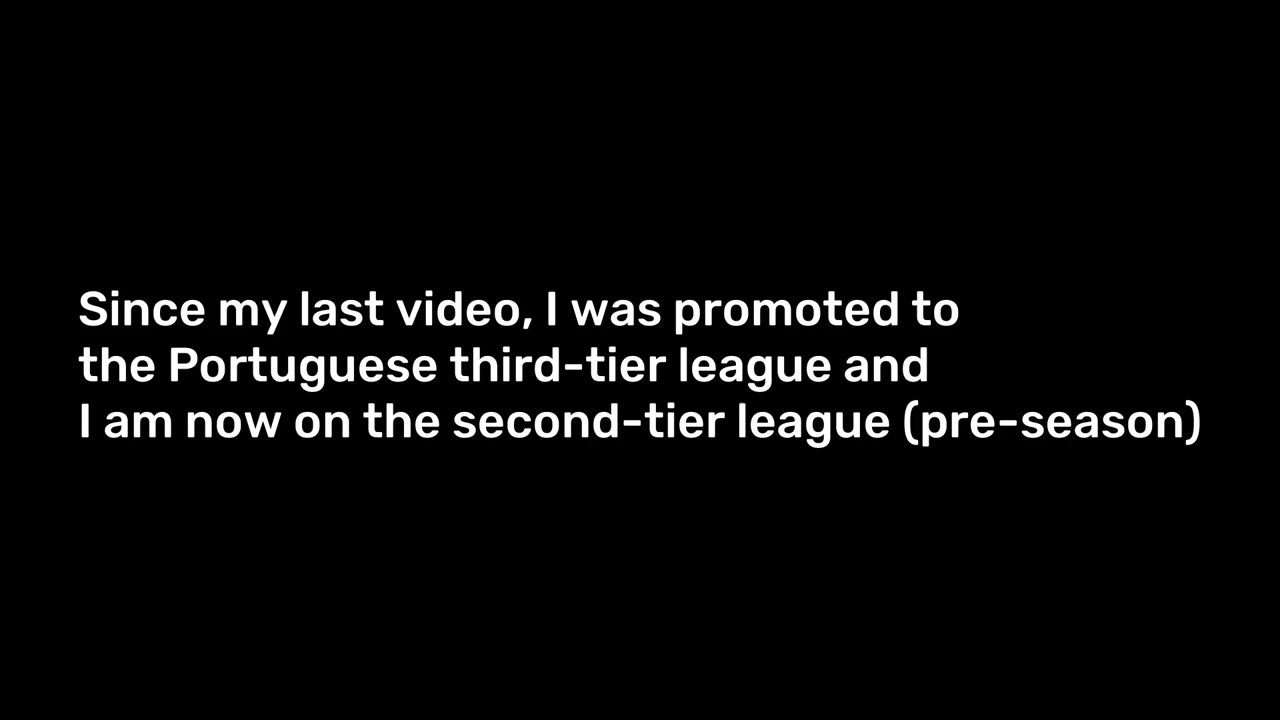 Since my last video, I was promoted to
the Portuguese third-tier league and
I am now on the second-tier league (pre-season)